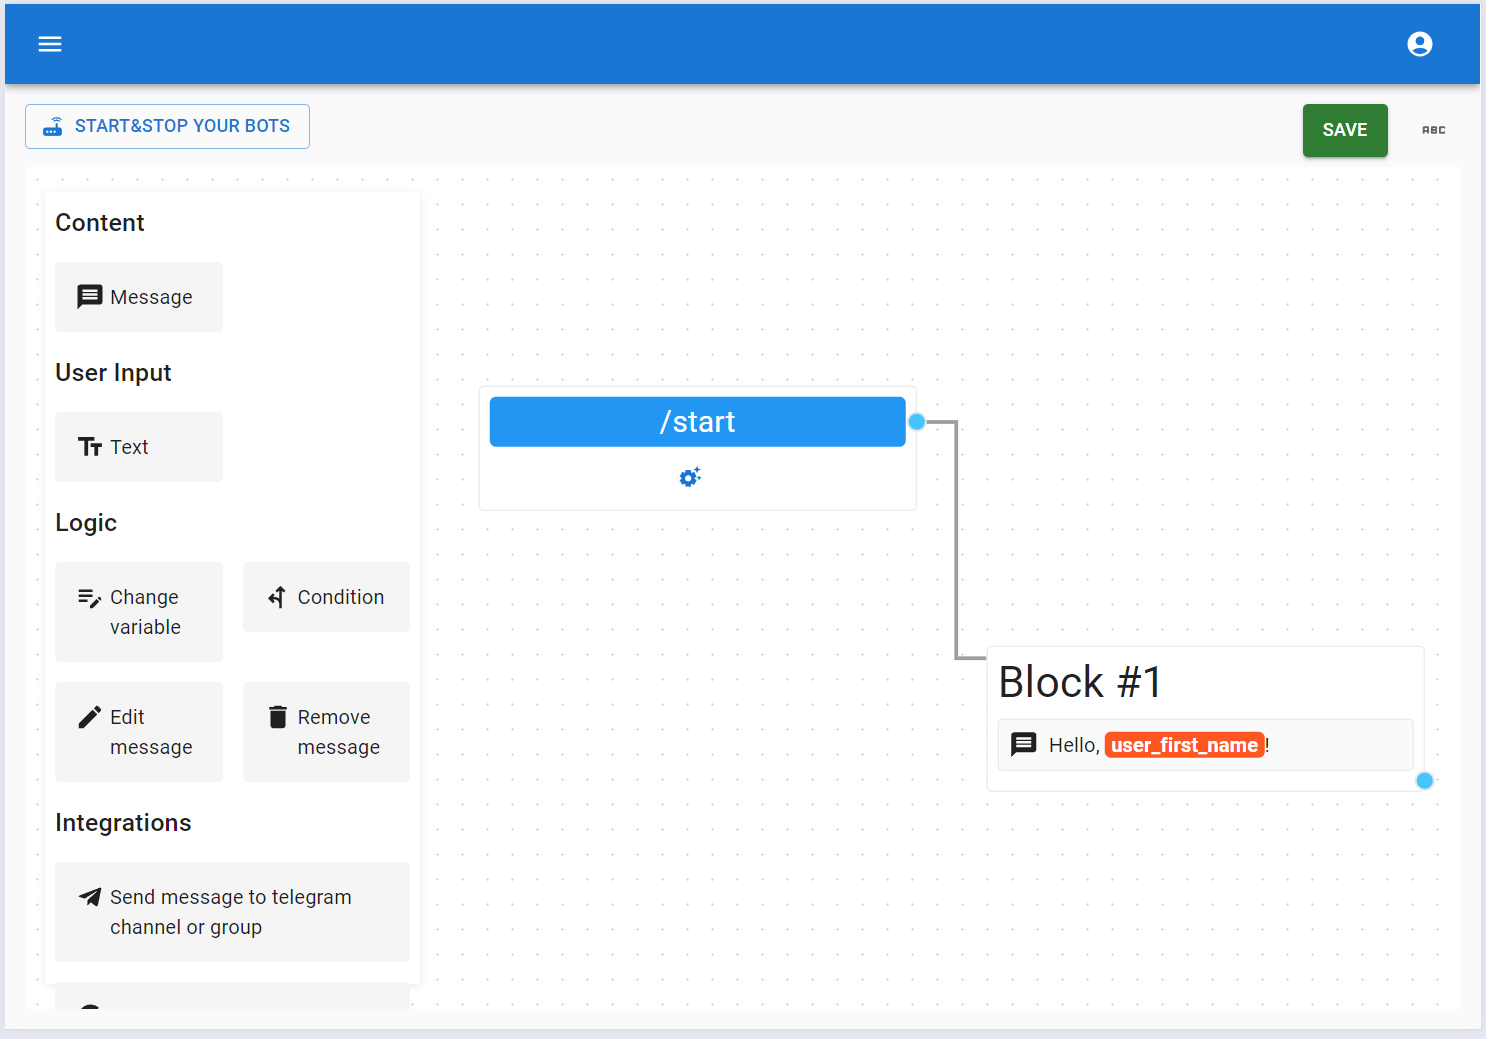 START&STOP YOUR BOTS
SAVE
ABC
Content
Message
User Input
Text
Logic
Change
variable
Condition
Edit
message
Remove
message
Integrations
Send message to telegram
channel or group
/start
Block #1
Hello, user_first_name!